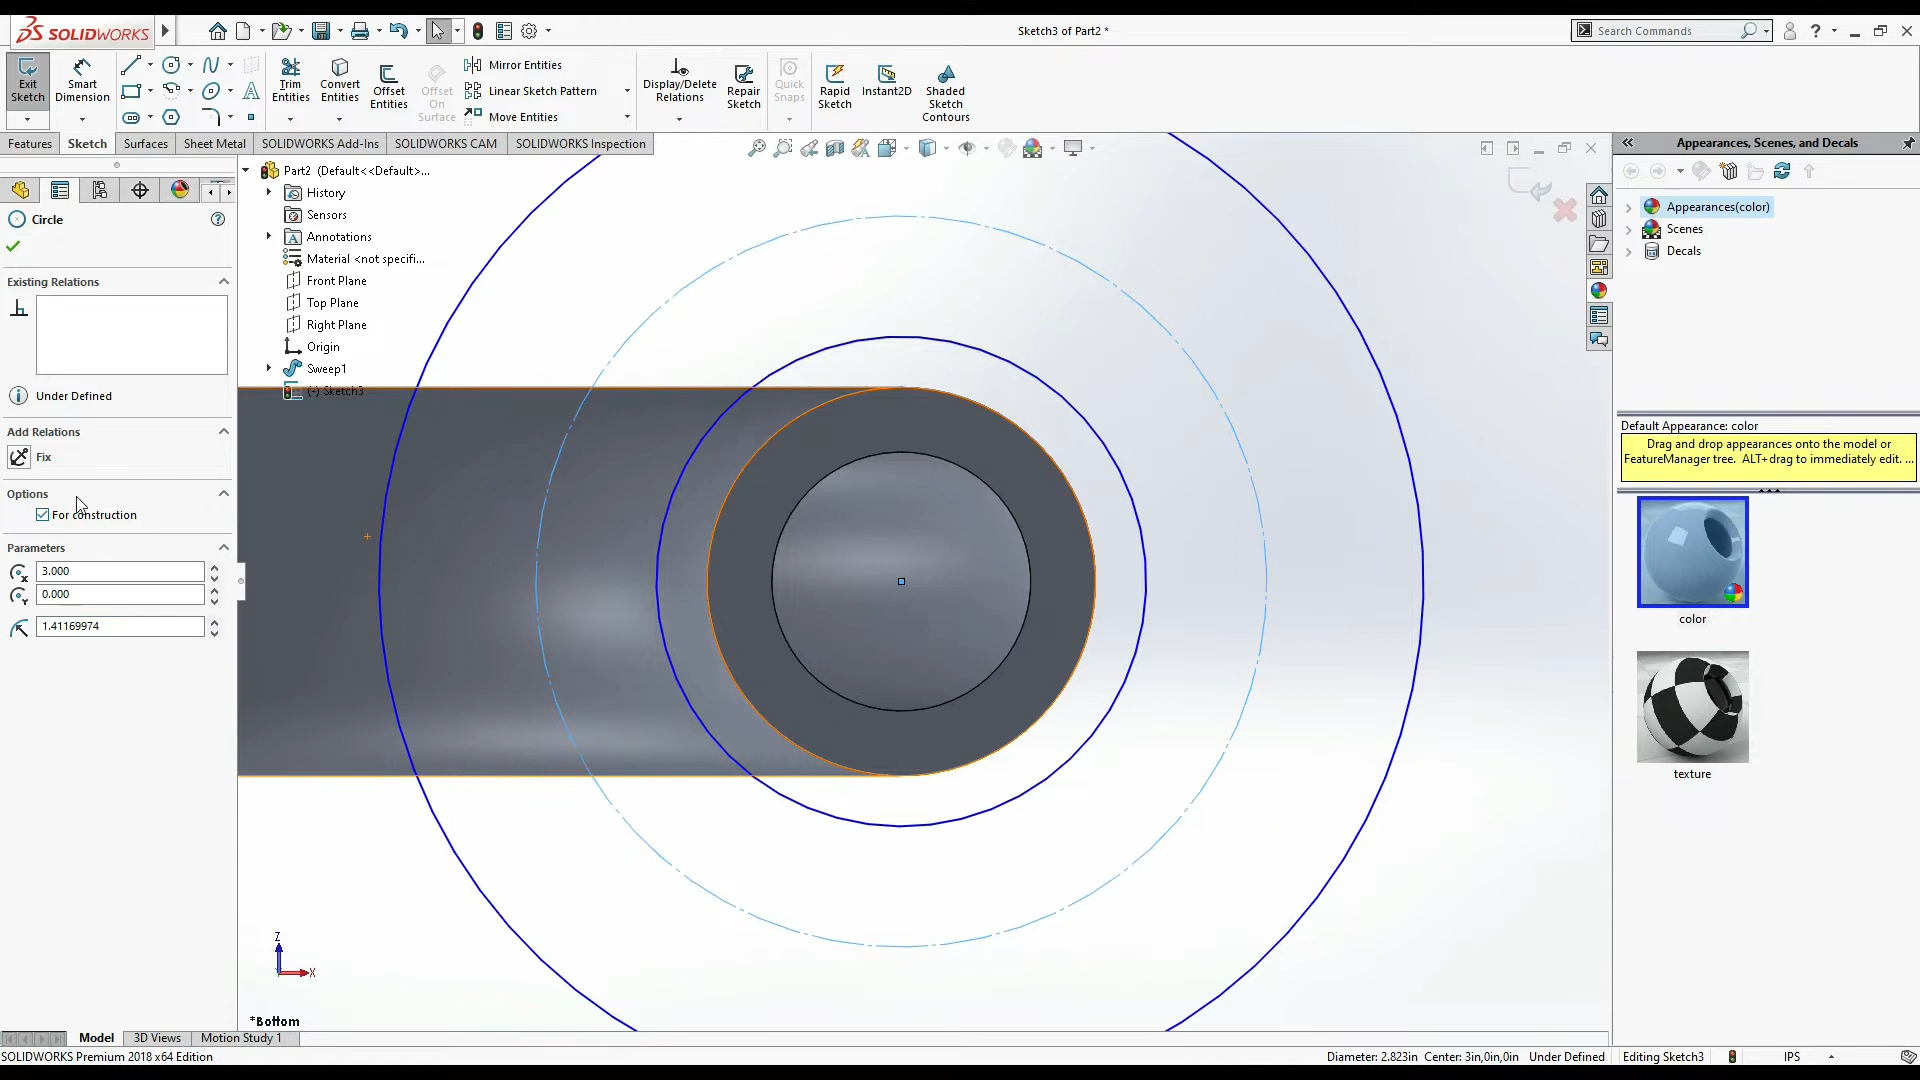 SOLIDWORKS
Sketch3 of Part2 *
Search Commands
Exit Sketch
Smart Dimension
Trim Entities
Convert Entities
Offset Entities
Offset On Surface
Mirror Entities
Linear Sketch Pattern
Move Entities
Display/Delete Relations
Repair Sketch
Quick Snaps
Rapid Sketch
Instant2D
Shaded Sketch Contours
Features
Sketch
Surfaces
Sheet Metal
SOLIDWORKS Add-Ins
SOLIDWORKS CAM
SOLIDWORKS Inspection
Circle
Existing Relations
Under Defined
Add Relations
Fix
Options
For construction
Parameters
3.000
0.000
1.41169974
Part2 (Default<<Default>...
History
Sensors
Annotations
Material <not specifi...
Front Plane
Top Plane
Right Plane
Origin
Sweep1
(-) Sketch3
Z
X
*Bottom
Appearances, Scenes, and Decals
Appearances(color)
Scenes
Decals
Default Appearance: color
Drag and drop appearances onto the model or
FeatureManager tree. ALT+drag to immediately edit. ...
color
texture
Model
3D Views
Motion Study 1
SOLIDWORKS Premium 2018 x64 Edition
Diameter: 2.823in Center: 3in,0in,0in
Under Defined
Editing Sketch3
IPS